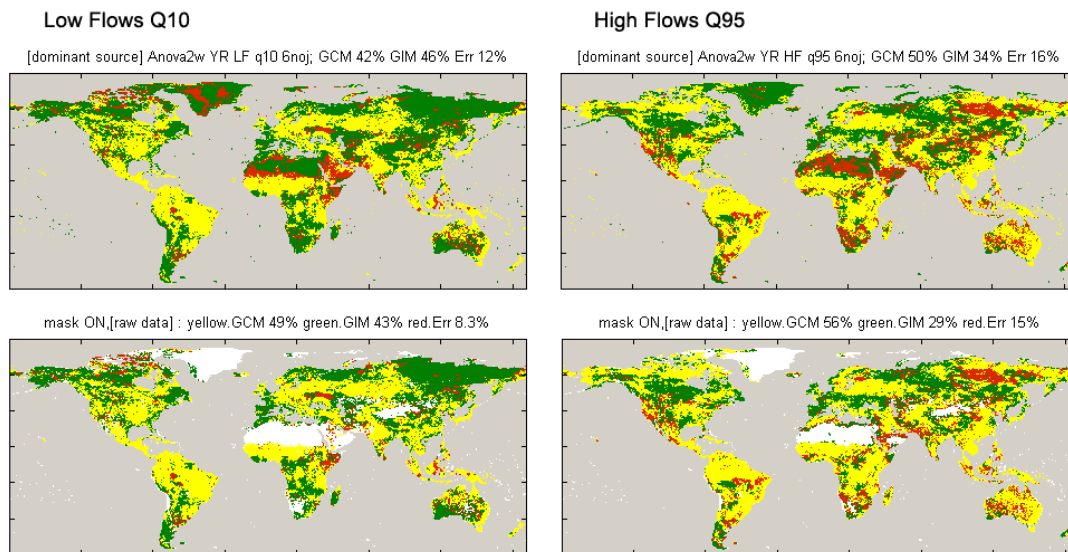 Low Flows Q10
High Flows Q95
[dominant source] Anova2w YR LF q10 6noj; GCM 42% GIM 46% Err 12%
[dominant source] Anova2w YR HF q95 6noj; GCM 50% GIM 34% Err 16%
mask ON,[raw data] : yellow.GCM 49% green.GIM 43% red.Err 8.3%
mask ON,[raw data] : yellow.GCM 56% green.GIM 29% red.Err 15%